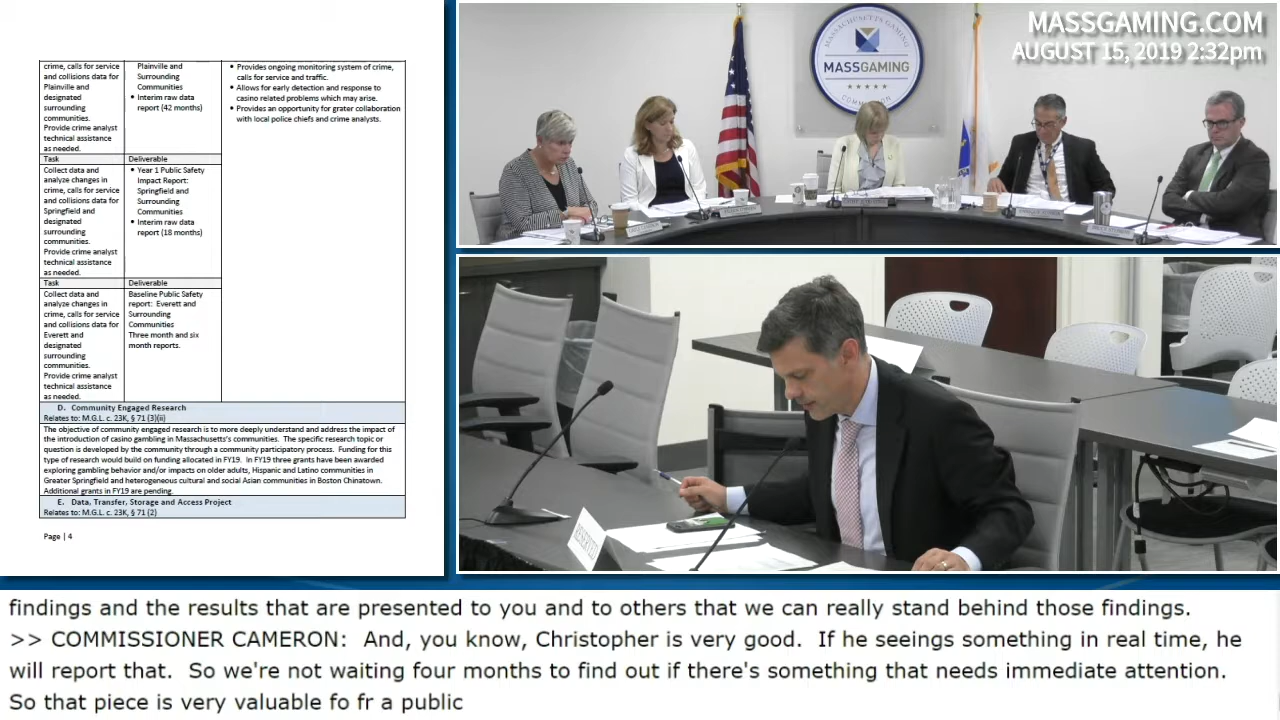 crime, calls for service
and collisions data for
Plainville and
designated
surrounding
communities.
Provide crime analyst
technical assistance
as needed.
Plainville and
Surrounding
Communities
• Interim raw data
report (42 months)
• Provides ongoing monitoring system of crime,
calls for service and traffic.
• Allows for early detection and response to
casino related problems which may arise.
• Provides an opportunity for grater collaboration
with local police chiefs and crime analysts.
Task
Deliverable
Collect data and
analyze changes in
crime, calls for service
and collisions data for
Springfield and
designated
surrounding
communities.
Provide crime analyst
technical assistance
as needed.
• Year 1 Public Safety
Impact Report:
Springfield and
Surrounding
Communities
• Interim raw data
report (18 months)
Task
Deliverable
Collect data and
analyze changes in
crime, calls for service
and collisions data for
Everett and
designated
surrounding
communities.
Provide crime analyst
technical assistance
as needed.
Baseline Public Safety
report: Everett and
Surrounding
Communities
Three month and six
month reports.
D. Community Engaged Research
Relates to: M.G.L. c. 23K, § 71 (3)(ii)
The objective of community engaged research is to more deeply understand and address the impact of
the introduction of casino gambling in Massachusetts's communities. The specific research topic or
question is developed by the community through a community participatory process. Funding for this
type of research would build on funding allocated in FY19. In FY19 three grants have been awarded
exploring gambling behavior and/or impacts on older adults, Hispanic and Latino communities in
Greater Springfield and heterogeneous cultural and social Asian communities in Boston Chinatown.
Additional grants in FY19 are pending.
E. Data, Transfer, Storage and Access Project
Relates to: M.G.L. c. 23K, § 71 (2)
Page | 4
MASSACHUSETTS GAMING
MASSGAMING
COMMISSION
MASSGAMING.COM
AUGUST 15, 2019 2:32pm
RESERVED
findings and the results that are presented to you and to others that we can really stand behind those findings.
>> COMMISSIONER CAMERON: And, you know, Christopher is very good. If he seeings something in real time, he
will report that. So we're not waiting four months to find out if there's something that needs immediate attention.
So that piece is very valuable fo fr a public